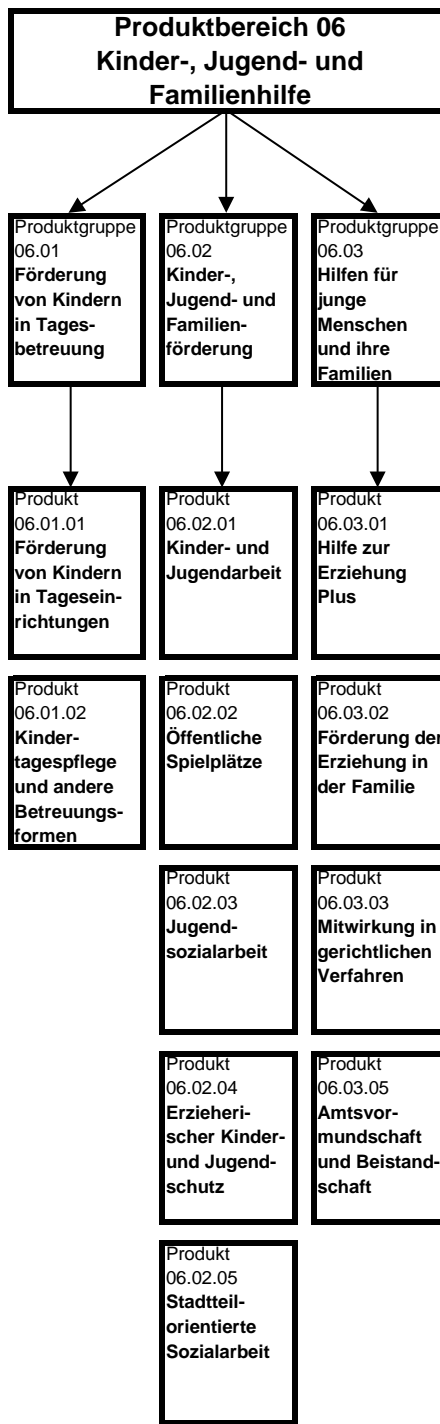 Produktbereich 06
Kinder-, Jugend- und
Familienhilfe
Produktgruppe
06.01
Förderung
von Kindern
in Tages-
betreuung
Produktgruppe
06.02
Kinder-,
Jugend- und
Familien-
förderung
Produktgruppe
06.03
Hilfen für
junge
Menschen
und ihre
Familien
Produkt
06.01.01
Förderung
von Kindern
in Tagesein-
richtungen
Produkt
06.02.01
Kinder- und
Jugendarbeit
Produkt
06.03.01
Hilfe zur
Erziehung
Plus
Produkt
06.01.02
Kinder-
tagespflege
und andere
Betreuungs-
formen
Produkt
06.02.02
Öffentliche
Spielplätze
Produkt
06.03.02
Förderung der
Erziehung in
der Familie
Produkt
06.02.03
Jugend-
sozialarbeit
Produkt
06.03.03
Mitwirkung in
gerichtlichen
Verfahren
Produkt
06.02.04
Erzieheri-
scher Kinder-
und Jugend-
schutz
Produkt
06.03.05
Amtsvor-
mundschaft
und Beistand-
schaft
Produkt
06.02.05
Stadtteil-
orientierte
Sozialarbeit